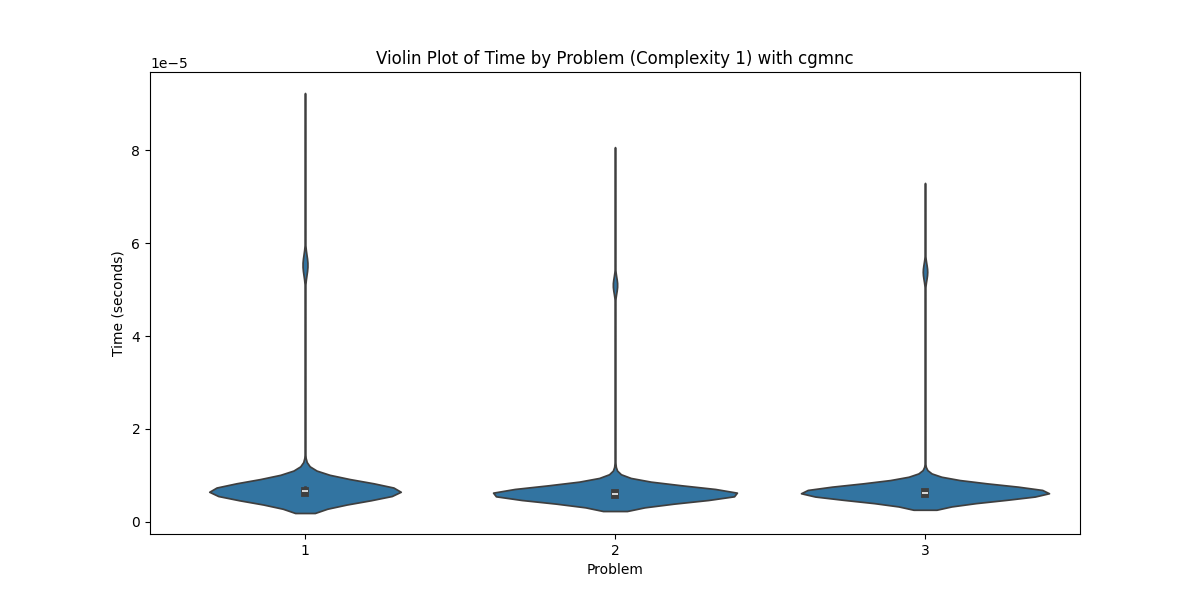 Violin Plot of Time by Problem (Complexity 1) with cgmnc
1e−5
8
6
4
2
0
Time (seconds)
1 2 3
Problem